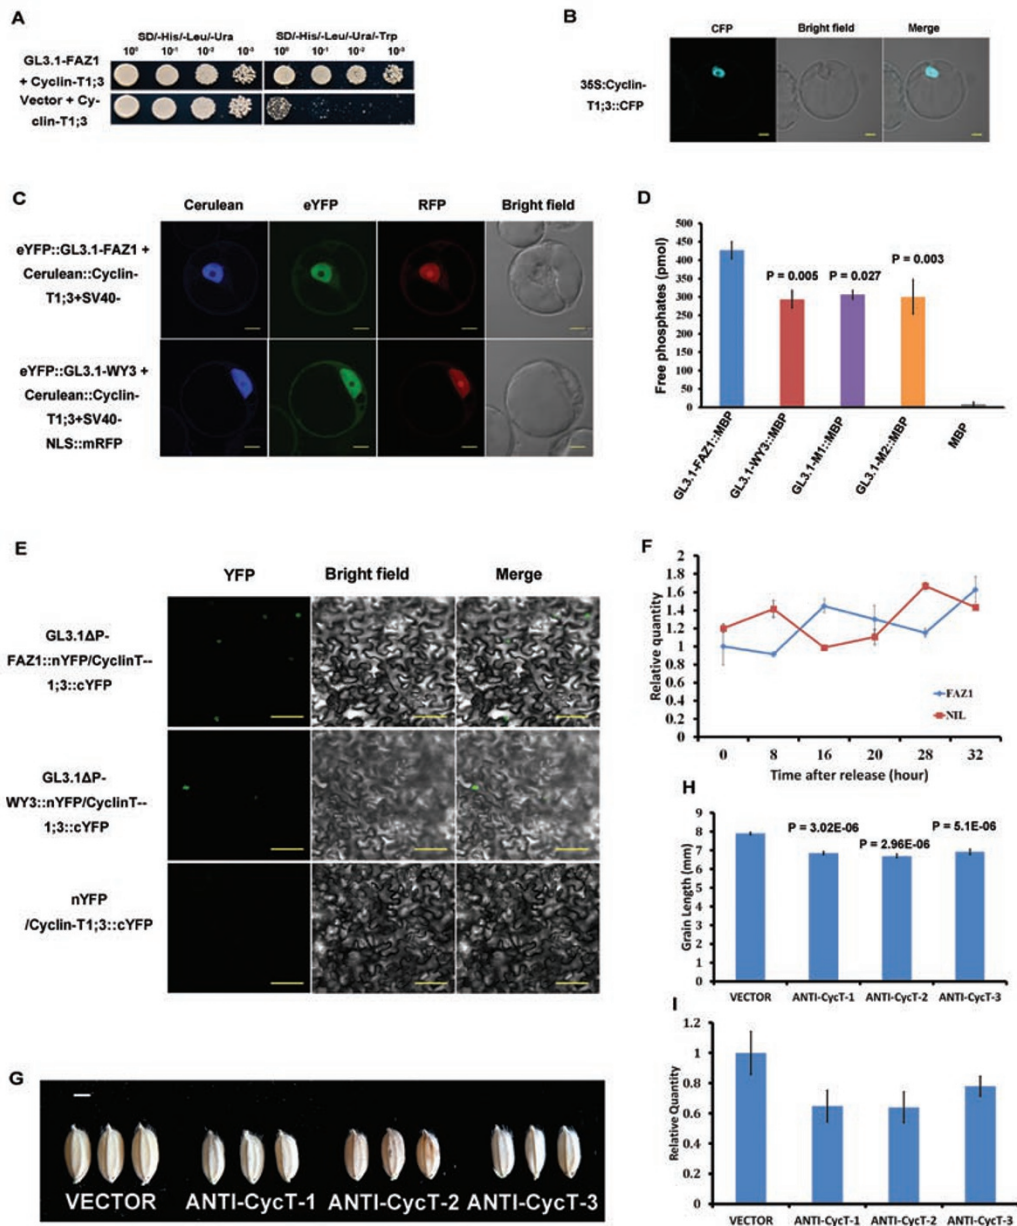 A
SD/-His/-Leu/-Ura SD/-His/-Leu/-Ura/-Trp
10⁰ 10⁻¹ 10⁻² 10⁻³ 10⁰ 10⁻¹ 10⁻² 10⁻³
GL3.1-FAZ1
+ Cyclin-T1;3
Vector + Cy-
clin-T1;3
B
CFP Bright field Merge
35S:Cyclin-
T1;3::CFP
C
Cerulean eYFP RFP Bright field
eYFP::GL3.1-FAZ1 +
Cerulean::Cyclin-
T1;3+SV40-
eYFP::GL3.1-WY3 +
Cerulean::Cyclin-
T1;3+SV40-
NLS::mRFP
D
Free phosphates (pmol)
500
450
400
350
300
250
200
150
100
50
0
P = 0.005 P = 0.027 P = 0.003
GL3.1-FAZ1::MBP
GL3.1-WY3::MBP
GL3.1-M1::MBP
GL3.1-M2::MBP
MBP
E
YFP Bright field Merge
GL3.1ΔP-
FAZ1::nYFP/CyclinT--
1;3::cYFP
GL3.1ΔP-
WY3::nYFP/CyclinT--
1;3::cYFP
nYFP
/Cyclin-T1;3::cYFP
F
Relative quantity
2
1.8
1.6
1.4
1.2
1
0.8
0.6
0.4
0.2
0
FAZ1
NIL
0 8 16 20 28 32
Time after release (hour)
G
VECTOR ANTI-CycT-1 ANTI-CycT-2 ANTI-CycT-3
H
Grain Length (mm)
9
8
7
6
5
4
3
2
1
0
P = 3.02E-06
P = 2.96E-06
P = 5.1E-06
VECTOR ANTI-CycT-1 ANTI-CycT-2 ANTI-CycT-3
I
Relative Quantity
1.2
1
0.8
0.6
0.4
0.2
0
VECTOR ANTI-CycT-1 ANTI-CycT-2 ANTI-CycT-3